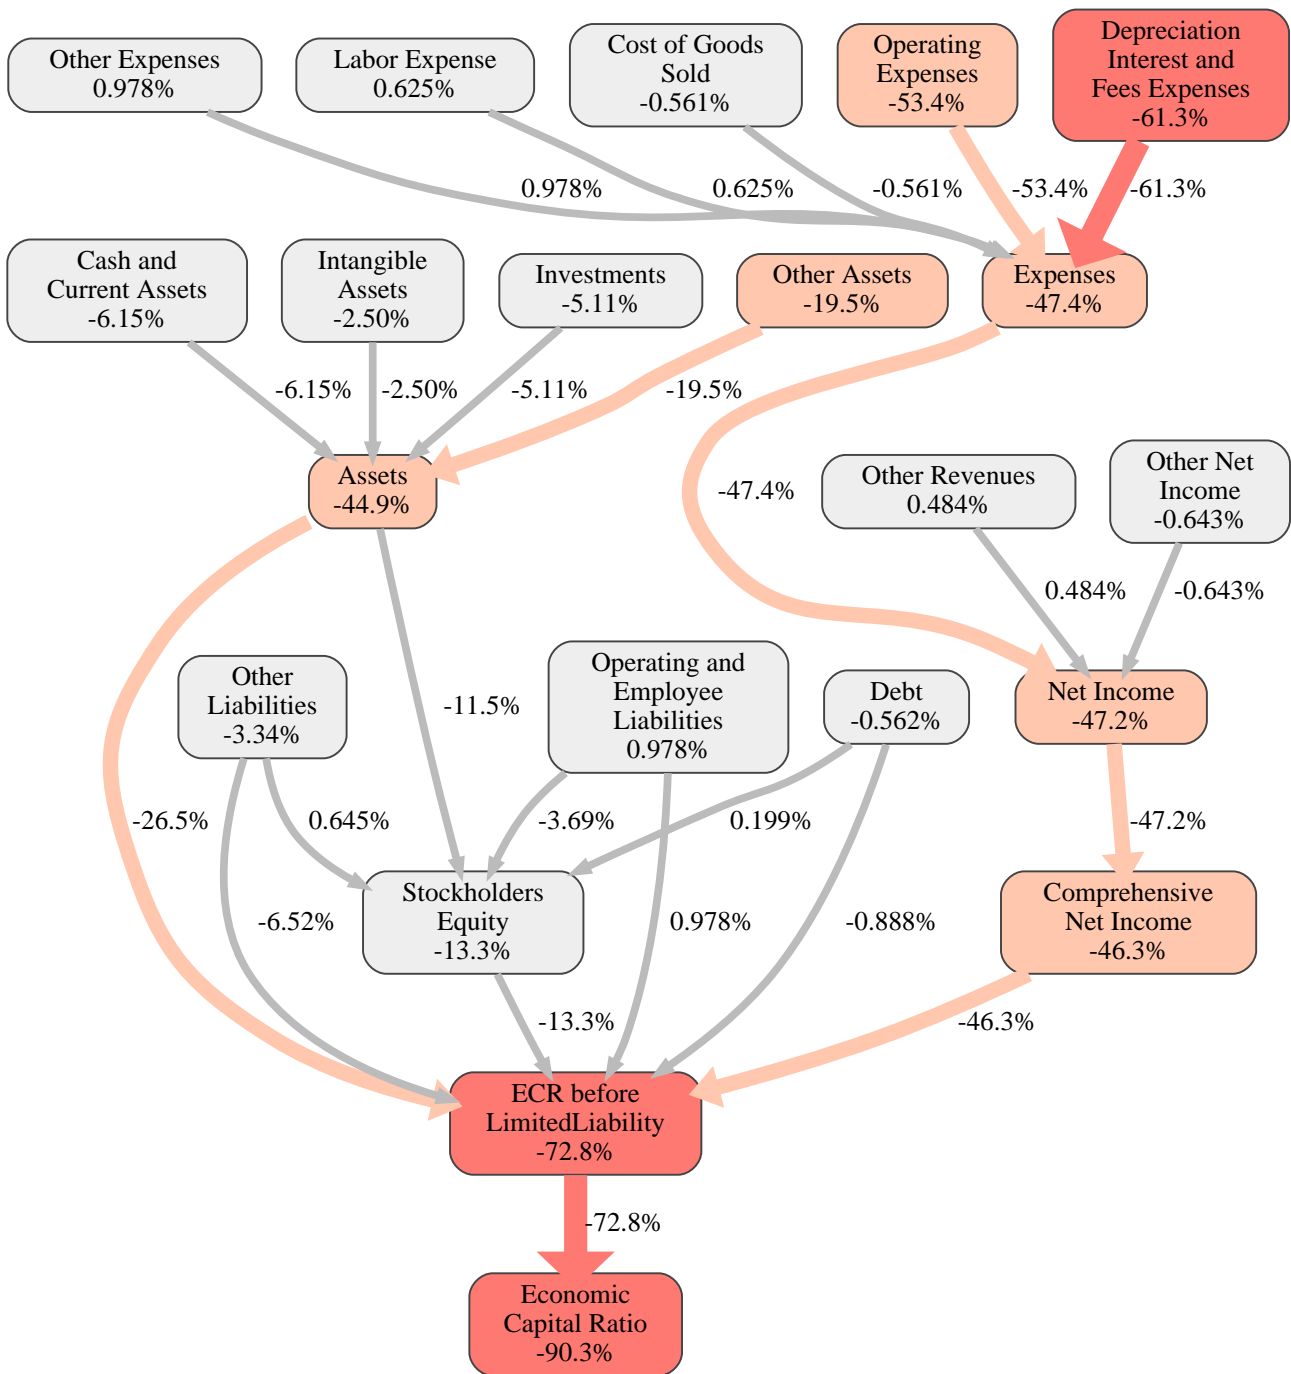 Other Expenses
0.978%
Labor Expense
0.625%
Cost of Goods
Sold
-0.561%
Operating
Expenses
-53.4%
Depreciation
Interest and
Fees Expenses
-61.3%
0.978%
0.625%
-0.561%
-53.4%
-61.3%
Cash and
Current Assets
-6.15%
Intangible
Assets
-2.50%
Investments
-5.11%
Other Assets
-19.5%
Expenses
-47.4%
-6.15%
-2.50%
-5.11%
-19.5%
Assets
-44.9%
-47.4%
Other Revenues
0.484%
Other Net
Income
-0.643%
0.484%
-0.643%
Other
Liabilities
-3.34%
-11.5%
Operating and
Employee
Liabilities
0.978%
Debt
-0.562%
Net Income
-47.2%
-26.5%
0.645%
-3.69%
0.199%
-47.2%
Stockholders
Equity
-13.3%
Comprehensive
Net Income
-46.3%
-6.52%
0.978%
-0.888%
-13.3%
-46.3%
ECR before
LimitedLiability
-72.8%
-72.8%
Economic
Capital Ratio
-90.3%